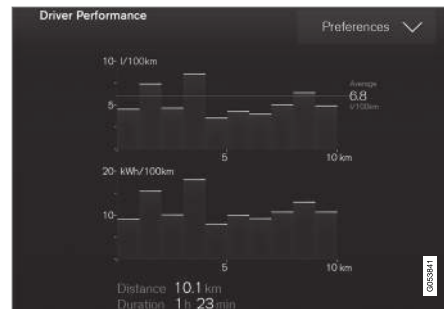 Driver Performance
Preferences
10- l/100km
Average
6.8
l/100km
5-
5
10 km
20- kWh/100km
10-
5
10 km
Distance 10.1 km
Duration 1 h 23 min
G053841